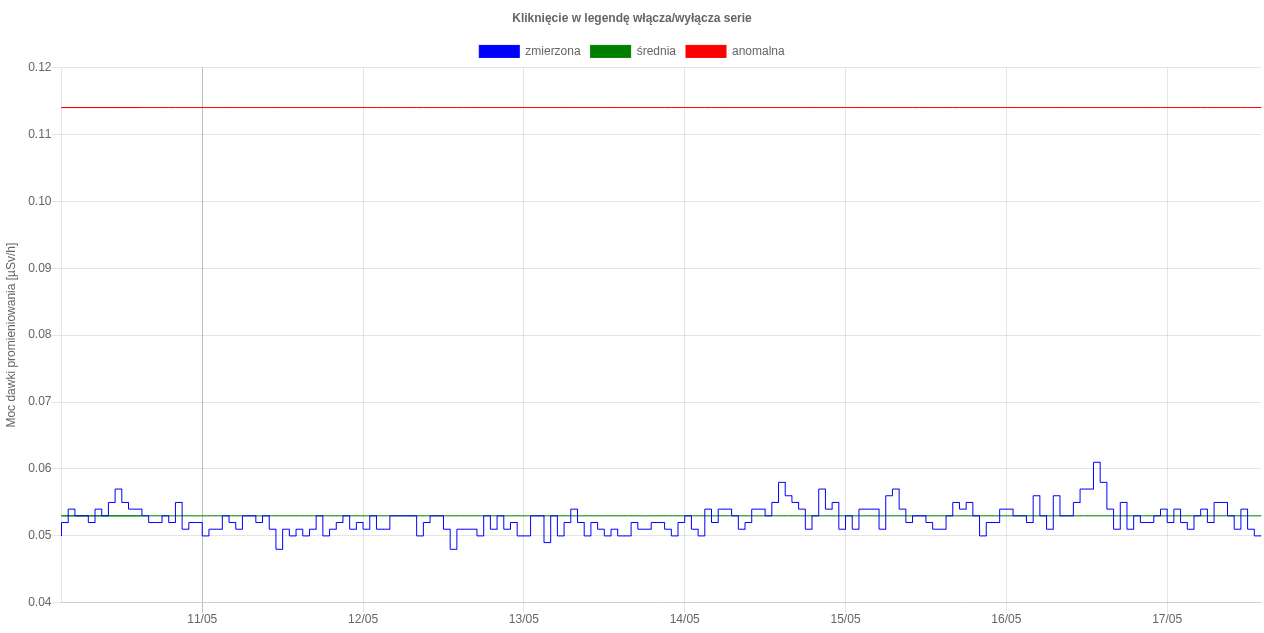 Kliknięcie w legendę włącza/wyłącza serie
zmierzona średnia anomalna
Moc dawki promieniowania [µSv/h]
0.12
0.11
0.10
0.09
0.08
0.07
0.06
0.05
0.04
11/05 12/05 13/05 14/05 15/05 16/05 17/05